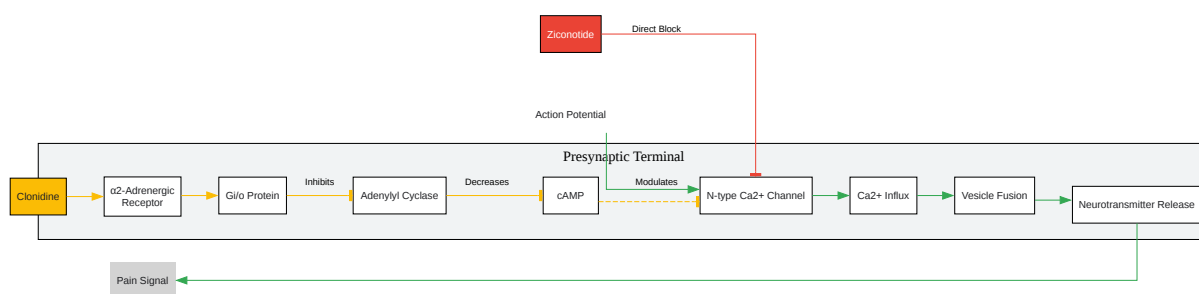 Ziconotide
Direct Block
Action Potential
Presynaptic Terminal
Clonidine
α2-Adrenergic
Receptor
Gi/o Protein
Inhibits
Adenylyl Cyclase
Decreases
cAMP
Modulates
N-type Ca2+ Channel
Ca2+ Influx
Vesicle Fusion
Neurotransmitter Release
Pain Signal